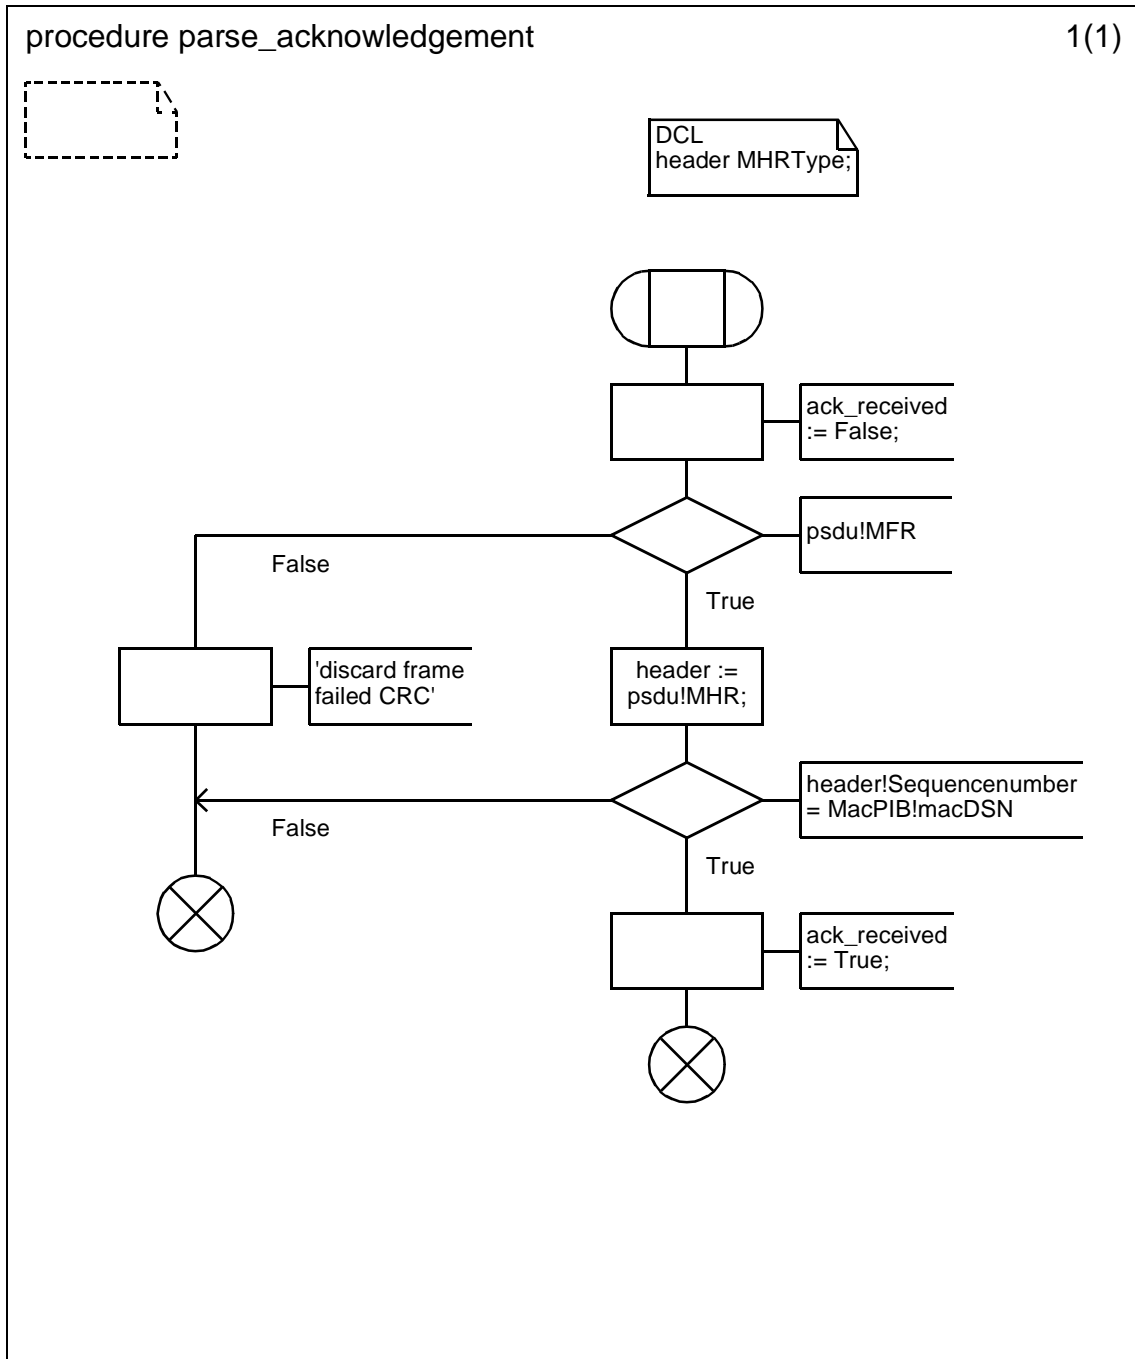 procedure parse_acknowledgement
1(1)
DCL
header MHRType;
ack_received
:= False;
psdu!MFR
False
True
'discard frame
failed CRC'
header :=
psdu!MHR;
header!Sequencenumber
= MacPIB!macDSN
False
True
ack_received
:= True;